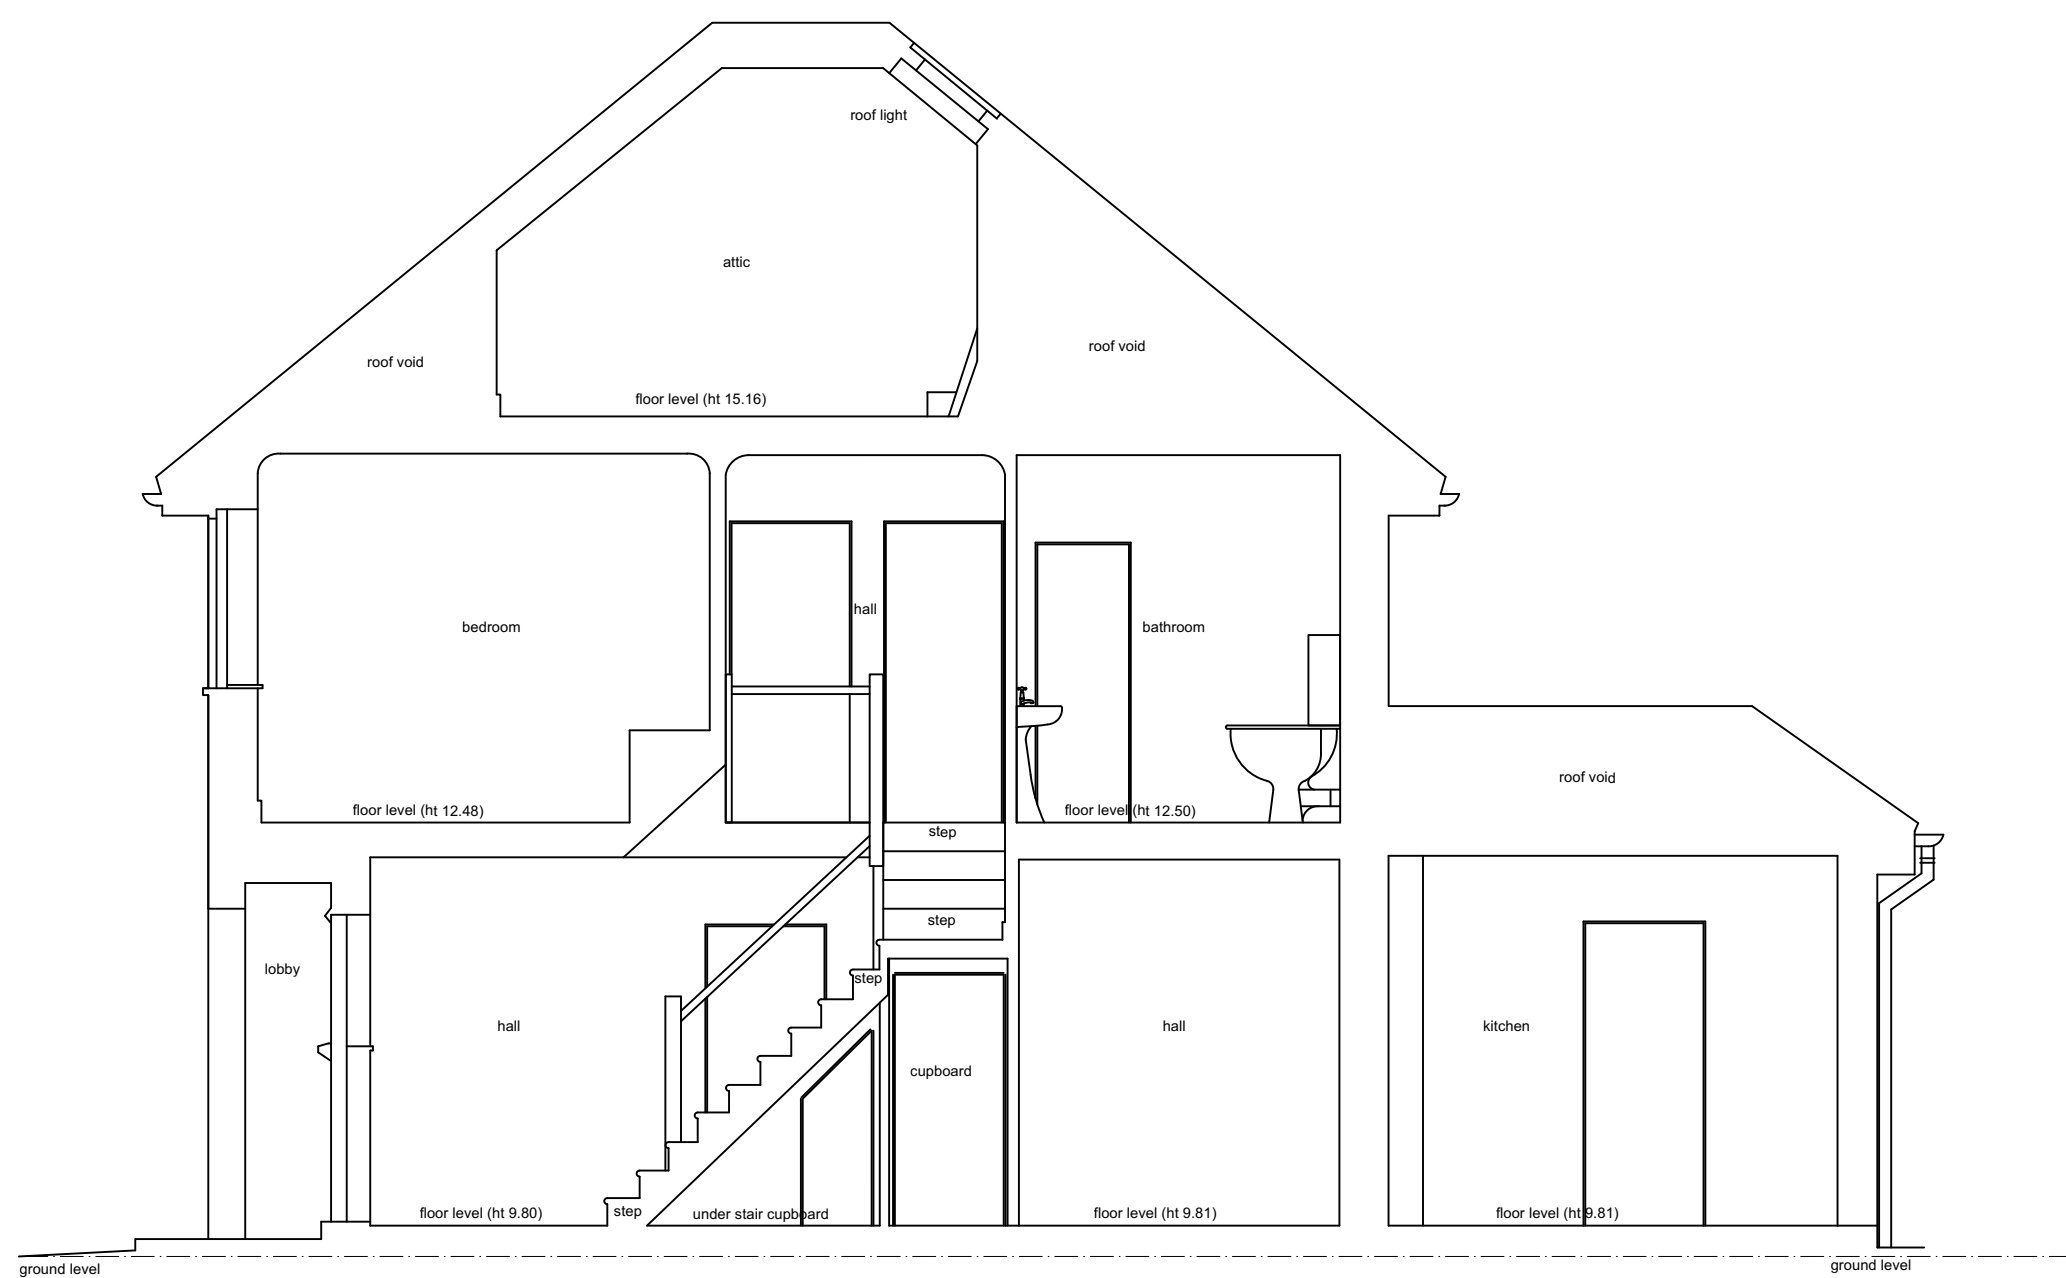 roof light
attic
roof void
roof void
floor level (ht 15.16)
hall
bedroom
bathroom
roof void
floor level (ht 12.48)
floor level (ht 12.50)
step
step
lobby
step
hall
hall
kitchen
cupboard
floor level (ht 9.80)
step
under stair cupboard
floor level (ht 9.81)
floor level (ht 9.81)
ground level
ground level